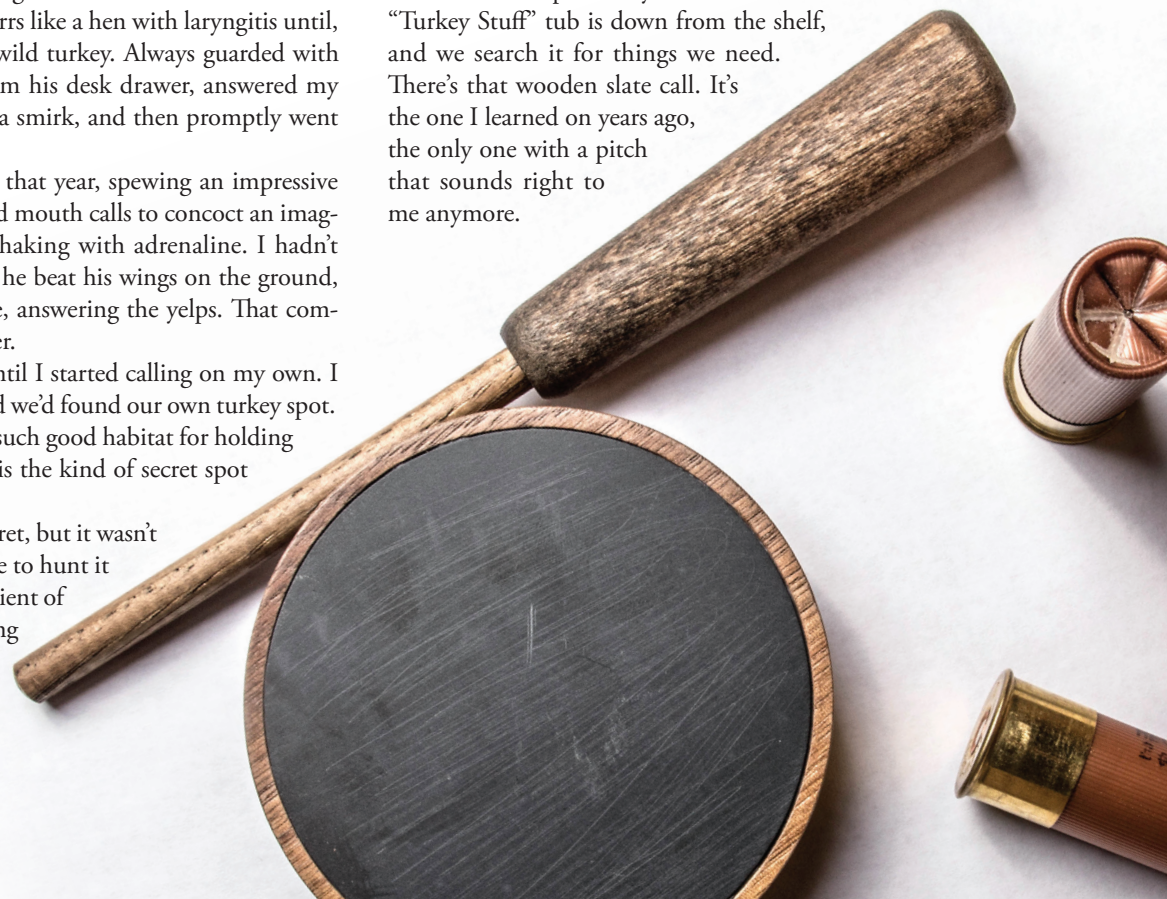 rrs like a hen with laryngitis until,
wild turkey. Always guarded with
m his desk drawer, answered my
a smirk, and then promptly went
that year, spewing an impressive
d mouth calls to concoct an imag-
haking with adrenaline. I hadn’t
he beat his wings on the ground,
e, answering the yelps. That com-
er.
ntil I started calling on my own. I
d we’d found our own turkey spot.
such good habitat for holding
is the kind of secret spot
ret, but it wasn’t
e to hunt it
ient of
ng
“Turkey Stuff” tub is down from the shelf,
and we search it for things we need.
There’s that wooden slate call. It’s
the one I learned on years ago,
the only one with a pitch
that sounds right to
me anymore.